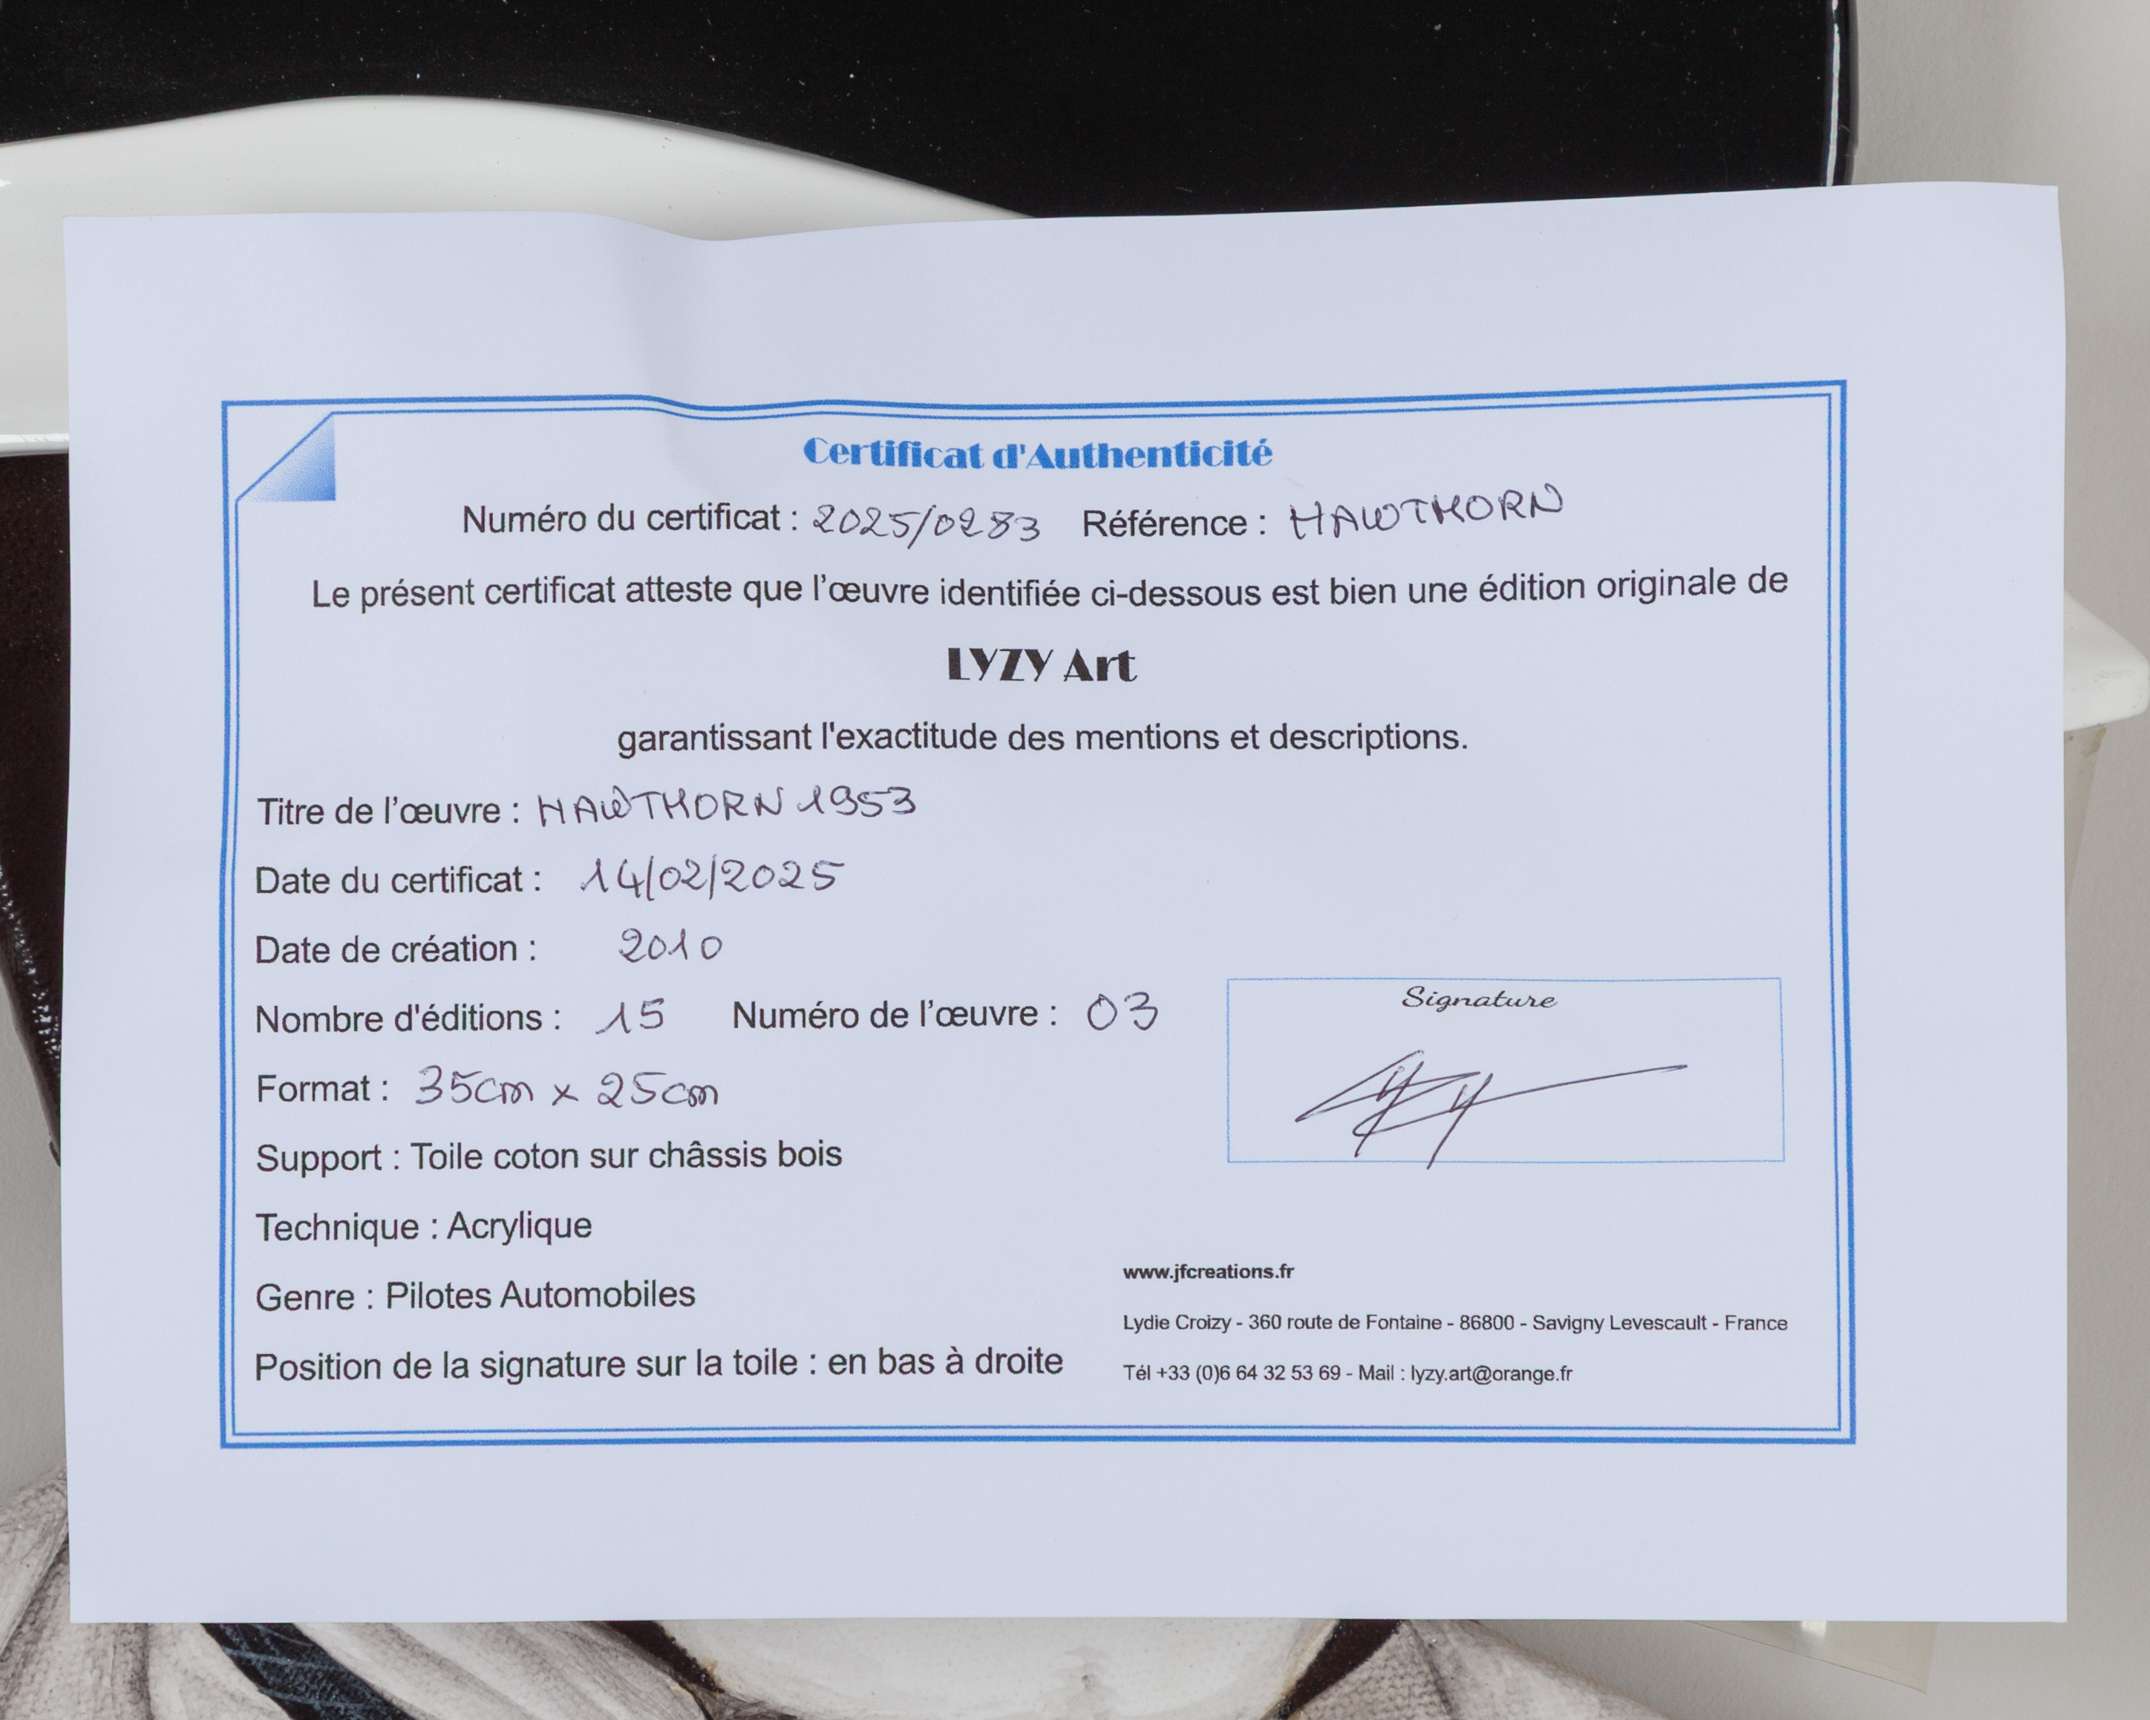 Certificat d'Authenticité
Numéro du certificat : 2025/0283 Référence : HAWTHORN
Le présent certificat atteste que l'œuvre identifiée ci-dessous est bien une édition originale de
LYZY Art
garantissant l'exactitude des mentions et descriptions.
Titre de l'œuvre : HAWTHORN 1953
Date du certificat : 14/02/2025
Date de création : 2010
Nombre d'éditions : 15 Numéro de l'œuvre : 03
Format : 35cm x 25cm
Support : Toile coton sur châssis bois
Technique : Acrylique
Genre : Pilotes Automobiles
Position de la signature sur la toile : en bas à droite
Signature
Lyzy
www.jfcreations.fr
Lydie Croizy - 360 route de Fontaine - 86800 - Savigny Levescault - France
Tél +33 (0)6 64 32 53 69 - Mail : lyzy.art@orange.fr